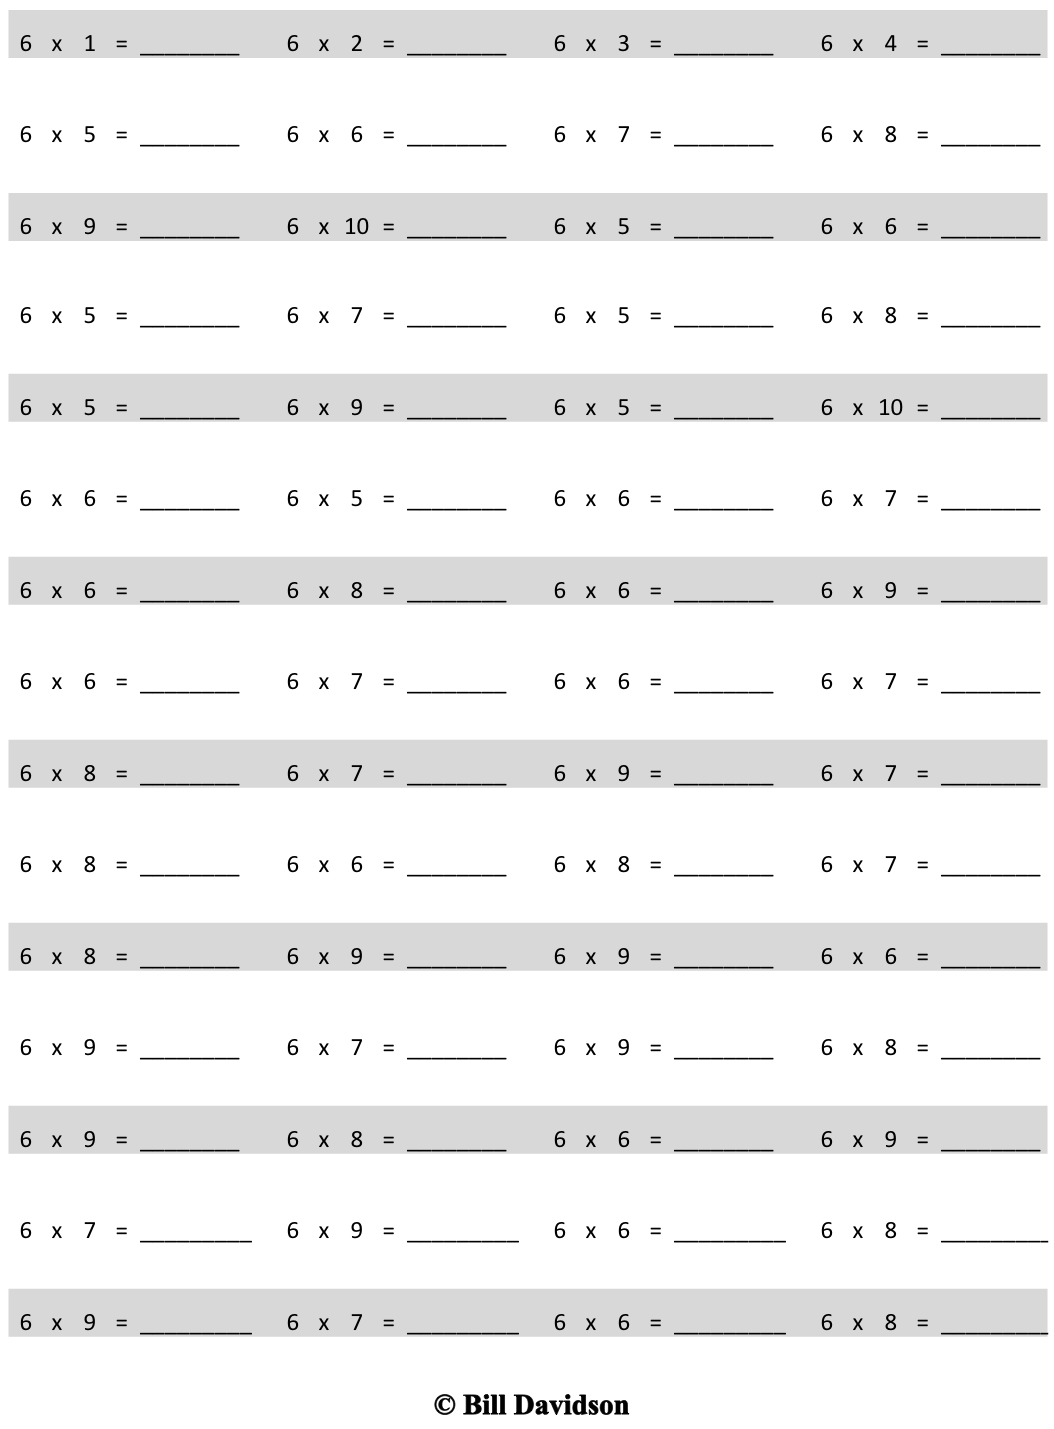 6 x 1 = ________ 6 x 2 = ________ 6 x 3 = ________ 6 x 4 = ________
6 x 5 = ________ 6 x 6 = ________ 6 x 7 = ________ 6 x 8 = ________
6 x 9 = ________ 6 x 10 = ________ 6 x 5 = ________ 6 x 6 = ________
6 x 5 = ________ 6 x 7 = ________ 6 x 5 = ________ 6 x 8 = ________
6 x 5 = ________ 6 x 9 = ________ 6 x 5 = ________ 6 x 10 = ________
6 x 6 = ________ 6 x 5 = ________ 6 x 6 = ________ 6 x 7 = ________
6 x 6 = ________ 6 x 8 = ________ 6 x 6 = ________ 6 x 9 = ________
6 x 6 = ________ 6 x 7 = ________ 6 x 6 = ________ 6 x 7 = ________
6 x 8 = ________ 6 x 7 = ________ 6 x 9 = ________ 6 x 7 = ________
6 x 8 = ________ 6 x 6 = ________ 6 x 8 = ________ 6 x 7 = ________
6 x 8 = ________ 6 x 9 = ________ 6 x 9 = ________ 6 x 6 = ________
6 x 9 = ________ 6 x 7 = ________ 6 x 9 = ________ 6 x 8 = ________
6 x 9 = ________ 6 x 8 = ________ 6 x 6 = ________ 6 x 9 = ________
6 x 7 = _________ 6 x 9 = _________ 6 x 6 = _________ 6 x 8 = _________
6 x 9 = _________ 6 x 7 = _________ 6 x 6 = _________ 6 x 8 = _________
© Bill Davidson